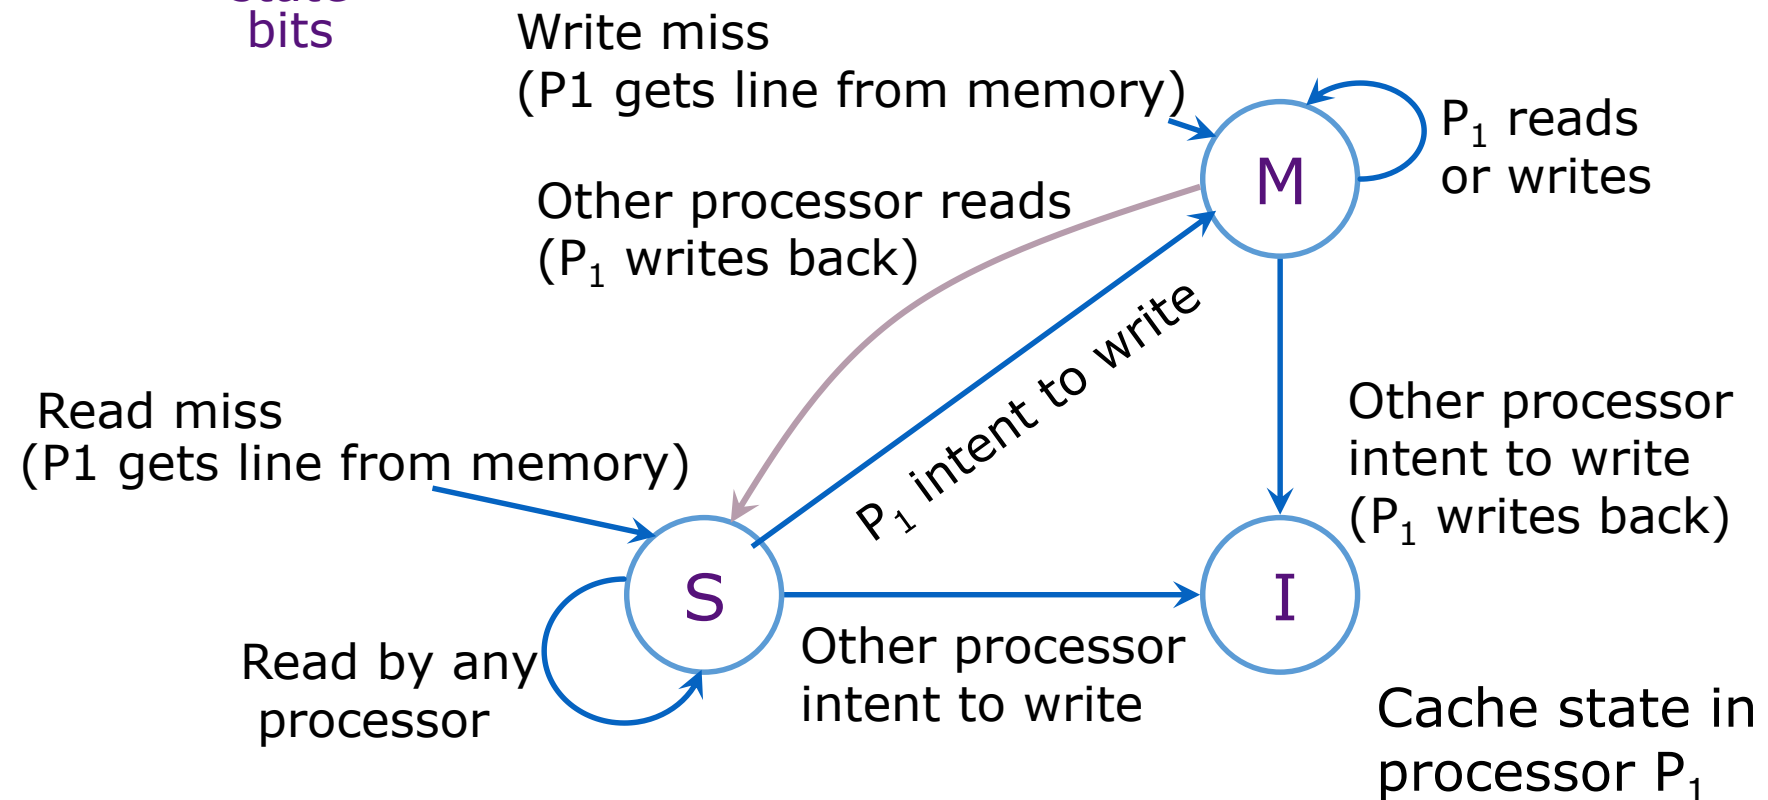 bits
Write miss
(P1 gets line from memory)
M
P₁ reads
or writes
Other processor reads
(P₁ writes back)
P₁ intent to write
Read miss
(P1 gets line from memory)
Other processor
intent to write
(P₁ writes back)
S
I
Read by any
processor
Other processor
intent to write
Cache state in
processor P₁